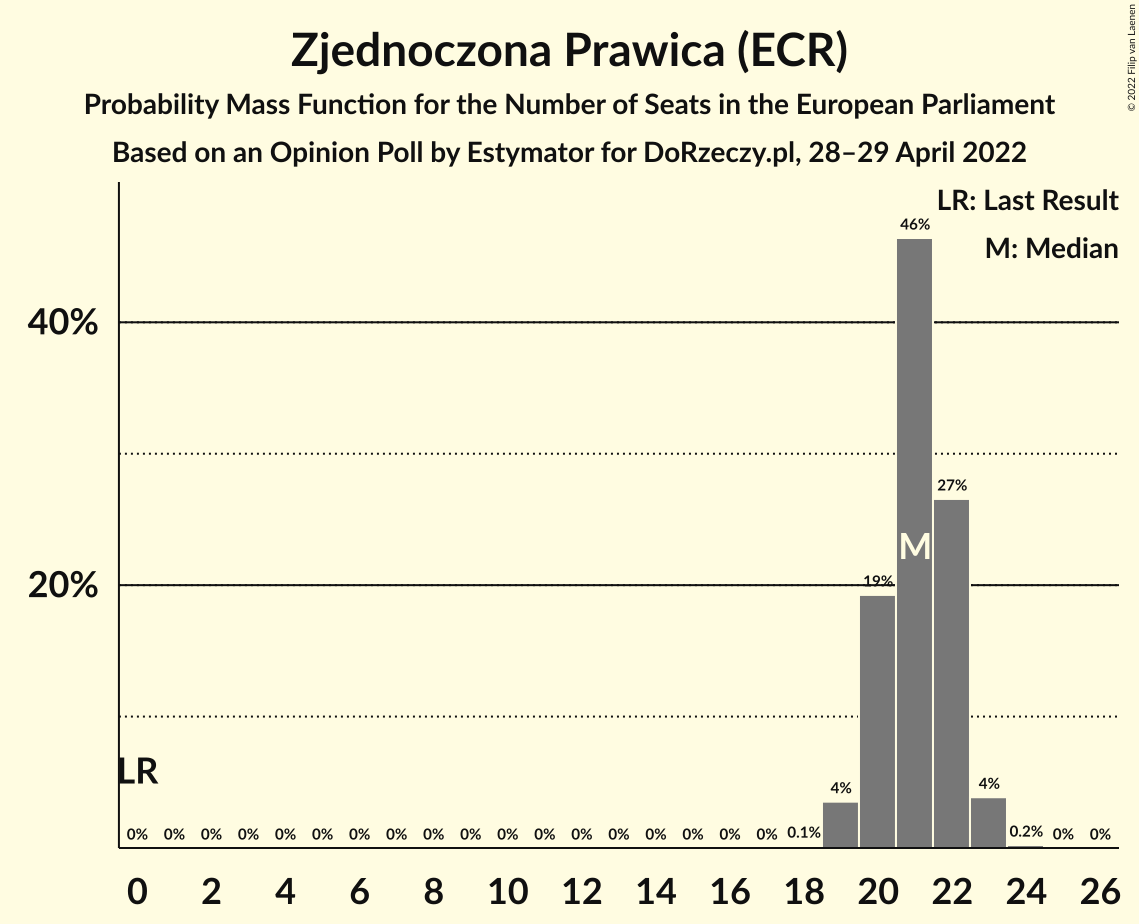 Zjednoczona Prawica (ECR)
Probability Mass Function for the Number of Seats in the European Parliament
Based on an Opinion Poll by Estymator for DoRzeczy.pl, 28–29 April 2022
© 2022 Filip van Laenen
LR: Last Result
M: Median
46%
40%
27%
M
20%
19%
LR
4%
4%
0% 0% 0% 0% 0% 0% 0% 0% 0% 0% 0% 0% 0% 0% 0% 0% 0% 0% 0.1% 0.2% 0% 0%
0 2 4 6 8 10 12 14 16 18 20 22 24 26